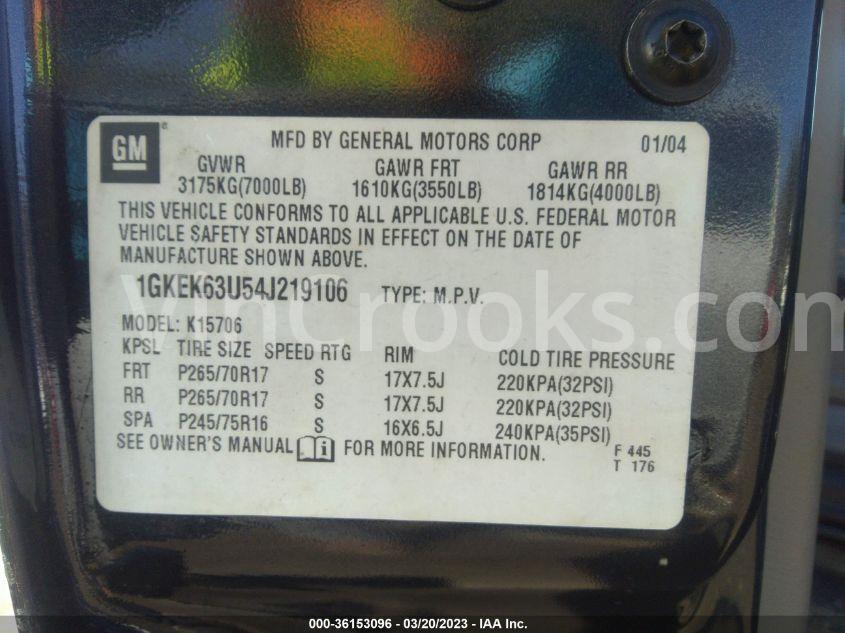 GM
MFD BY GENERAL MOTORS CORP 01/04
GVWR GAWR FRT GAWR RR
3175KG(7000LB) 1610KG(3550LB) 1814KG(4000LB)
THIS VEHICLE CONFORMS TO ALL APPLICABLE U.S. FEDERAL MOTOR
VEHICLE SAFETY STANDARDS IN EFFECT ON THE DATE OF
MANUFACTURE SHOWN ABOVE.
1GKEK63U54J219106 TYPE: M.P.V.
VinCrooks.com
MODEL: K15706
KPSL TIRE SIZE SPEED RTG RIM COLD TIRE PRESSURE
FRT P265/70R17 S 17X7.5J 220KPA(32PSI)
RR P265/70R17 S 17X7.5J 220KPA(32PSI)
SPA P245/75R16 S 16X6.5J 240KPA(35PSI)
SEE OWNER'S MANUAL FOR MORE INFORMATION.
F 445
T 176
000-36153096 - 03/20/2023 - IAA Inc.